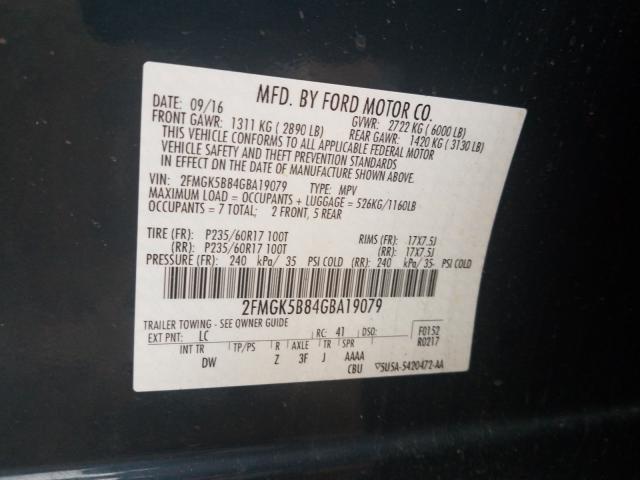 MFD. BY FORD MOTOR CO.
DATE: 09/16 GVWR: 2722 KG (6000 LB)
FRONT GAWR: 1311 KG (2890 LB) REAR GAWR: 1420 KG (3130 LB)
THIS VEHICLE CONFORMS TO ALL APPLICABLE FEDERAL MOTOR
VEHICLE SAFETY AND THEFT PREVENTION STANDARDS
IN EFFECT ON THE DATE OF MANUFACTURE SHOWN ABOVE.
VIN: 2FMGK5B84GBA19079 TYPE: MPV
MAXIMUM LOAD = OCCUPANTS + LUGGAGE = 526KG/1160LB
OCCUPANTS = 7 TOTAL; 2 FRONT, 5 REAR
TIRE (FR): P235/60R17 100T RIMS (FR): 17X7.5J
(RR): P235/60R17 100T (RR): 17X7.5J
PRESSURE (FR): 240 kPa/ 35 PSI COLD (RR): 240 kPa/ 35 PSI COLD
2FMGK5B84GBA19079
TRAILER TOWING - SEE OWNER GUIDE
EXT PNT: LC RC: 41 DSO: F0152
R0217
INT TR TP/PS R AXLE TR SPR
DW Z 3F J AAAA
CBU ▽5U5A-5420472-AA